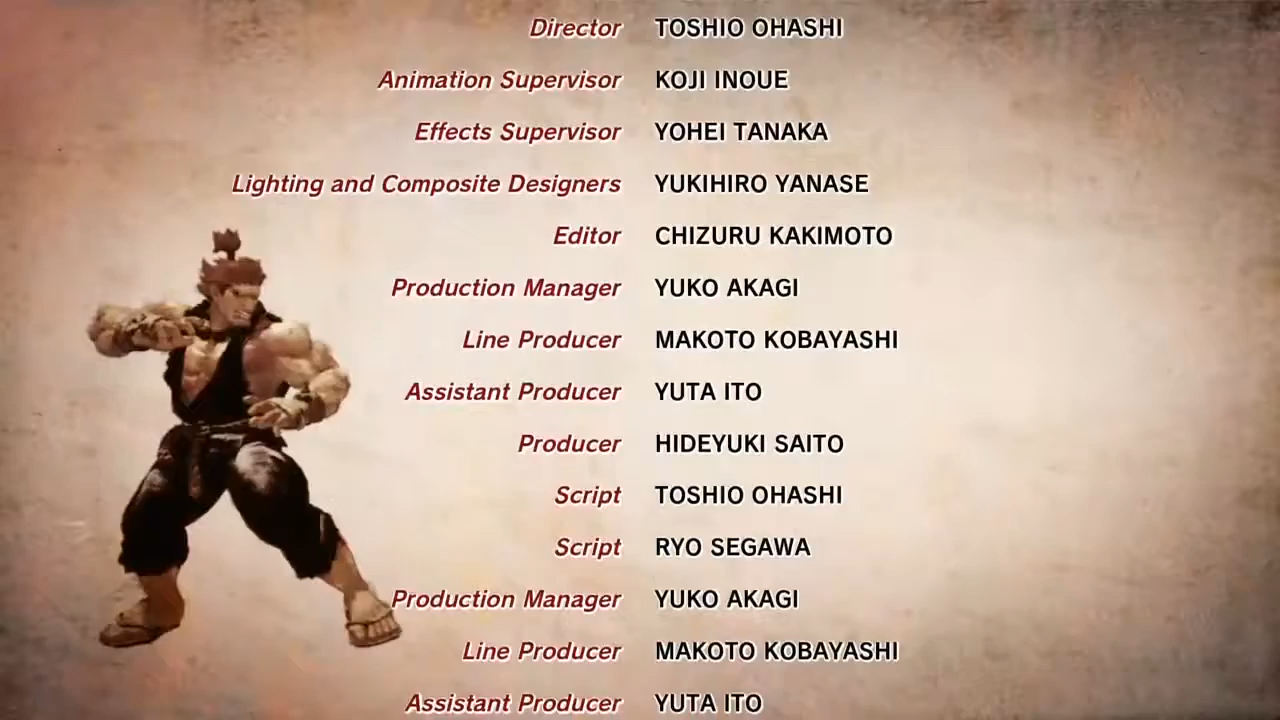 Director TOSHIO OHASHI
Animation Supervisor KOJI INOUE
Effects Supervisor YOHEI TANAKA
Lighting and Composite Designers YUKIHIRO YANASE
Editor CHIZURU KAKIMOTO
Production Manager YUKO AKAGI
Line Producer MAKOTO KOBAYASHI
Assistant Producer YUTA ITO
Producer HIDEYUKI SAITO
Script TOSHIO OHASHI
Script RYO SEGAWA
Production Manager YUKO AKAGI
Line Producer MAKOTO KOBAYASHI
Assistant Producer YUTA ITO